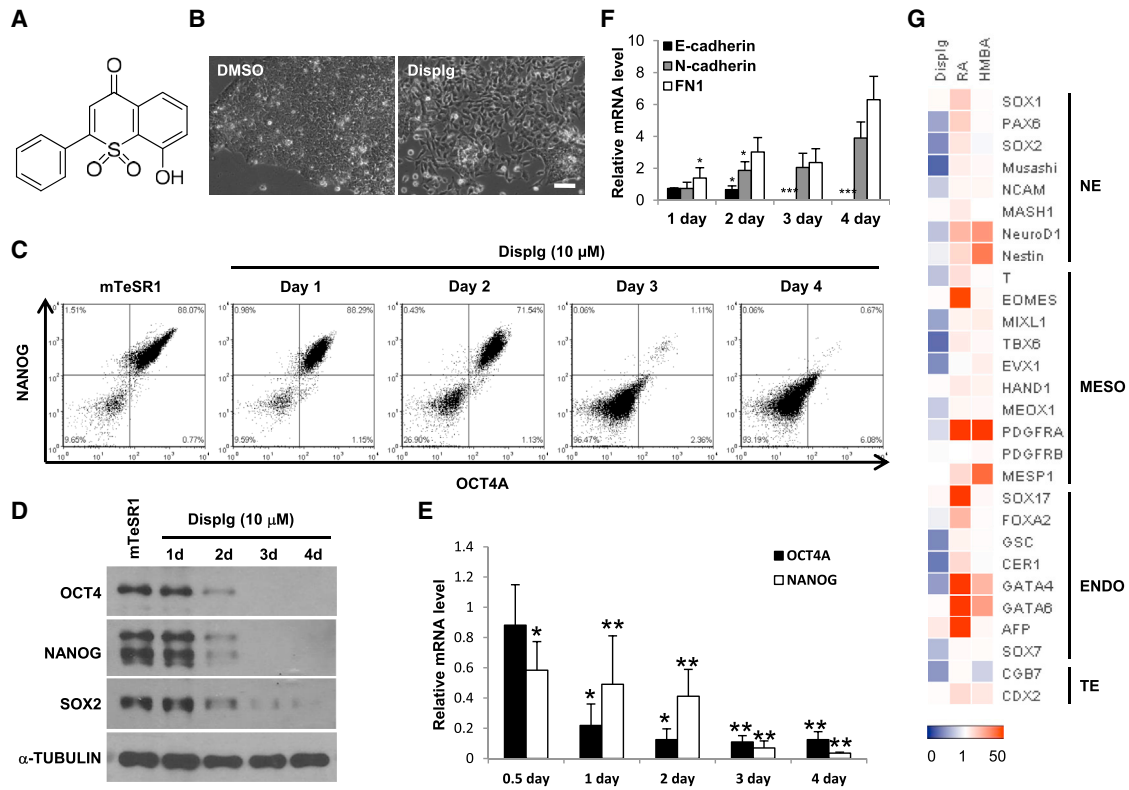 A
O
S
O O
OH
B
DMSO
Displg
C
Displg (10 µM)
mTeSR1 Day 1 Day 2 Day 3 Day 4
1.51% 88.07% 0.98% 88.29% 0.43% 71.54% 0.06% 1.11% 0.06% 0.67%
9.65% 0.77% 9.59% 1.15% 26.90% 1.13% 96.47% 2.36% 93.19% 6.08%
NANOG
OCT4A
D
mTeSR1
Displg (10 µM)
1d 2d 3d 4d
OCT4
NANOG
SOX2
α-TUBULIN
E
Relative mRNA level
1.4
1.2
1
0.8
0.6
0.4
0.2
0
OCT4A
NANOG
* * ** * ** ** ** ** **
0.5 day 1 day 2 day 3 day 4 day
F
Relative mRNA level
10
8
6
4
2
0
E-cadherin
N-cadherin
FN1
* * * *** ***
1 day 2 day 3 day 4 day
G
Displg
RA
HMBA
SOX1
PAX6
SOX2
Musashi
NCAM
MASH1
NeuroD1
Nestin
T
EOMES
MIXL1
TBX6
EVX1
HAND1
MEOX1
PDGFRA
PDGFRB
MESP1
SOX17
FOXA2
GSC
CER1
GATA4
GATA6
AFP
SOX7
CGB7
CDX2
NE
MESO
ENDO
TE
0 1 50